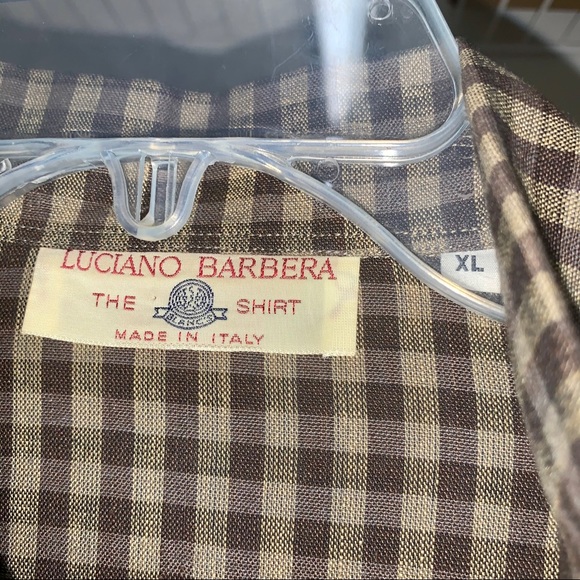 LUCIANO BARBERA
THE SHIRT
MADE IN ITALY
XL